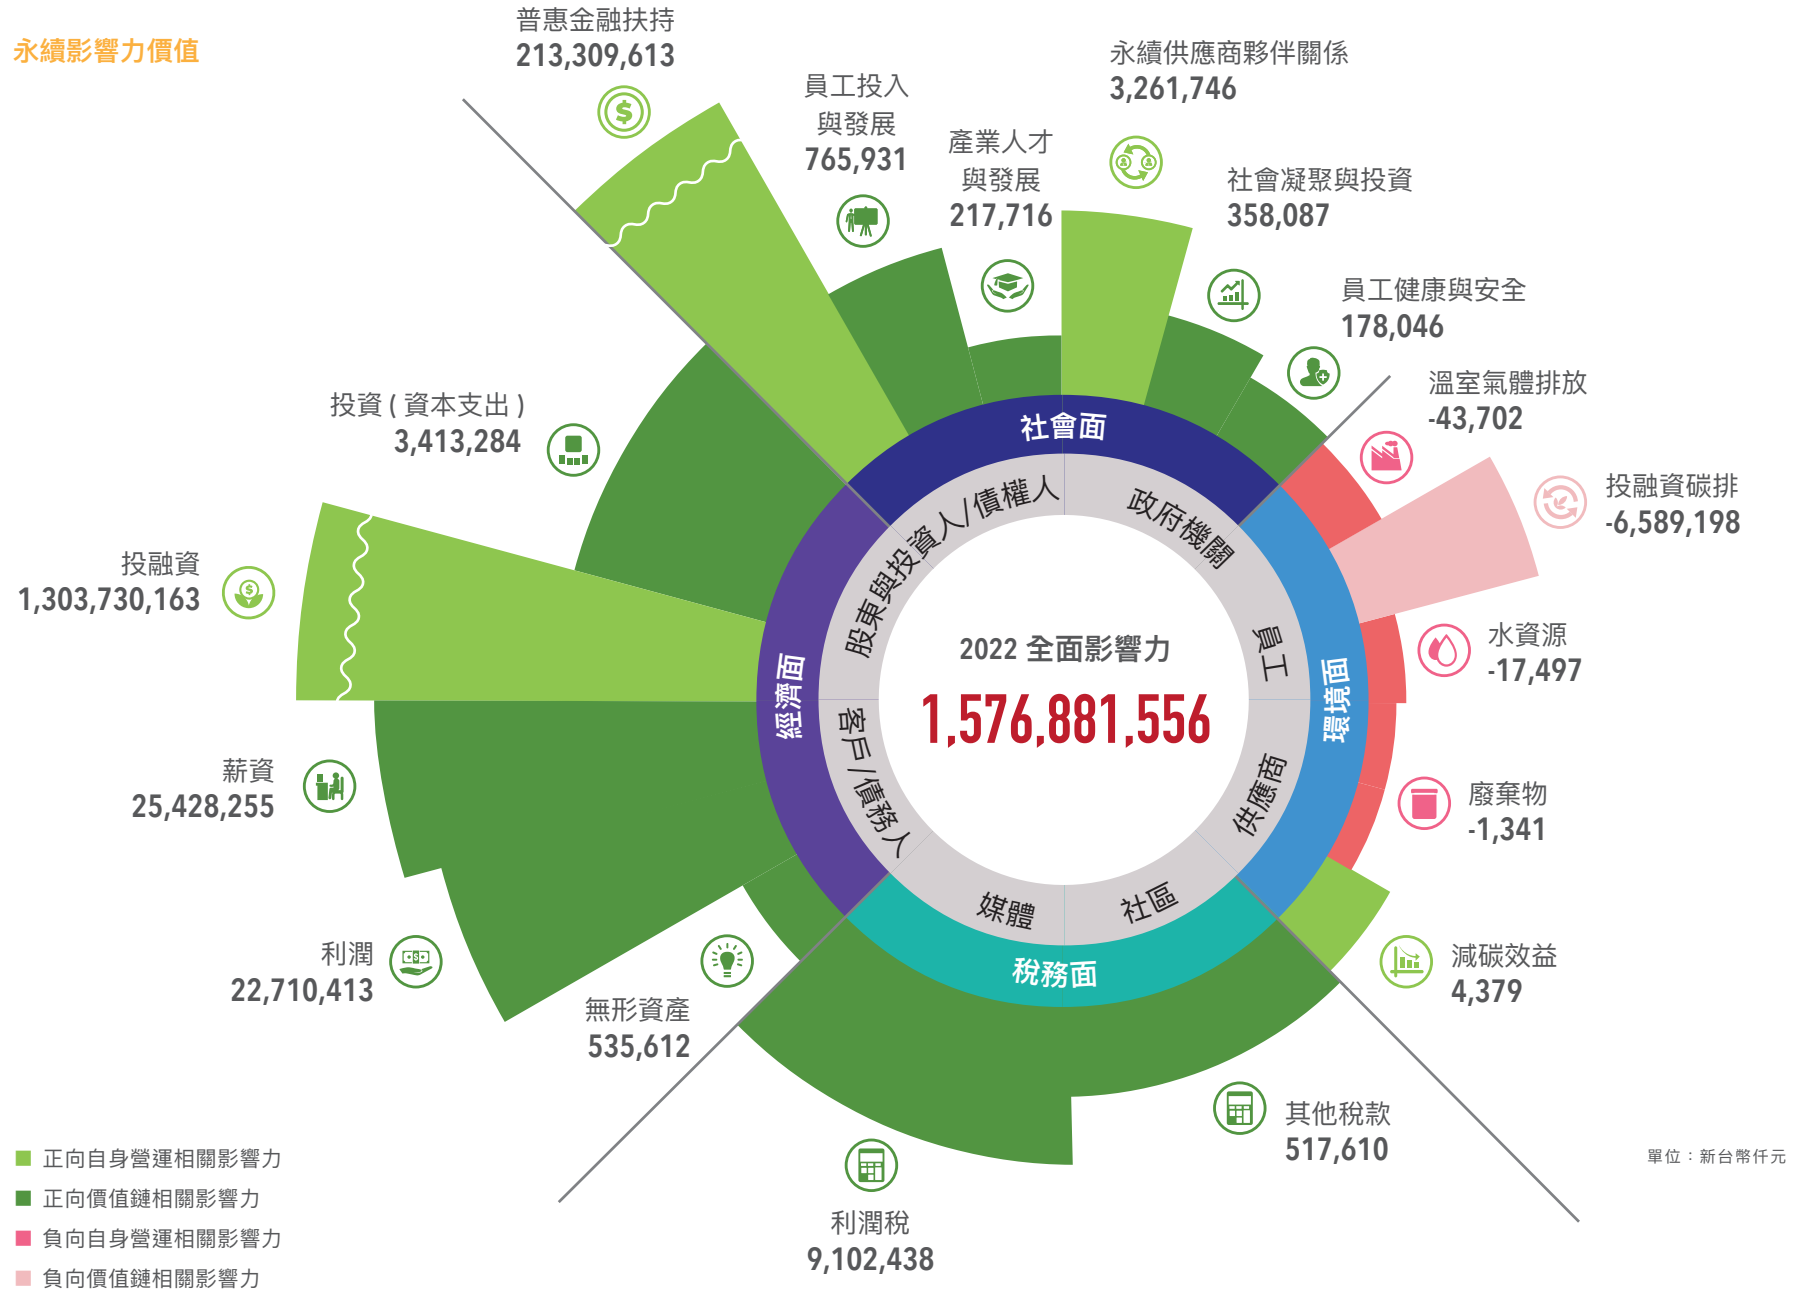 永續影響力價值
普惠金融扶持
213,309,613
員工投入
與發展
765,931
產業人才
與發展
217,716
永續供應商夥伴關係
3,261,746
社會凝聚與投資
358,087
員工健康與安全
178,046
溫室氣體排放
-43,702
投融資碳排
-6,589,198
水資源
-17,497
廢棄物
-1,341
減碳效益
4,379
其他稅款
517,610
利潤稅
9,102,438
無形資產
535,612
利潤
22,710,413
薪資
25,428,255
投融資
1,303,730,163
投資 ( 資本支出 )
3,413,284
社會面
環境面
稅務面
經濟面
股東與投資人/債權人
政府機關
員工
供應商
社區
媒體
客戶/債務人
2022 全面影響力
1,576,881,556
正向自身營運相關影響力
正向價值鏈相關影響力
負向自身營運相關影響力
負向價值鏈相關影響力
單位：新台幣仟元